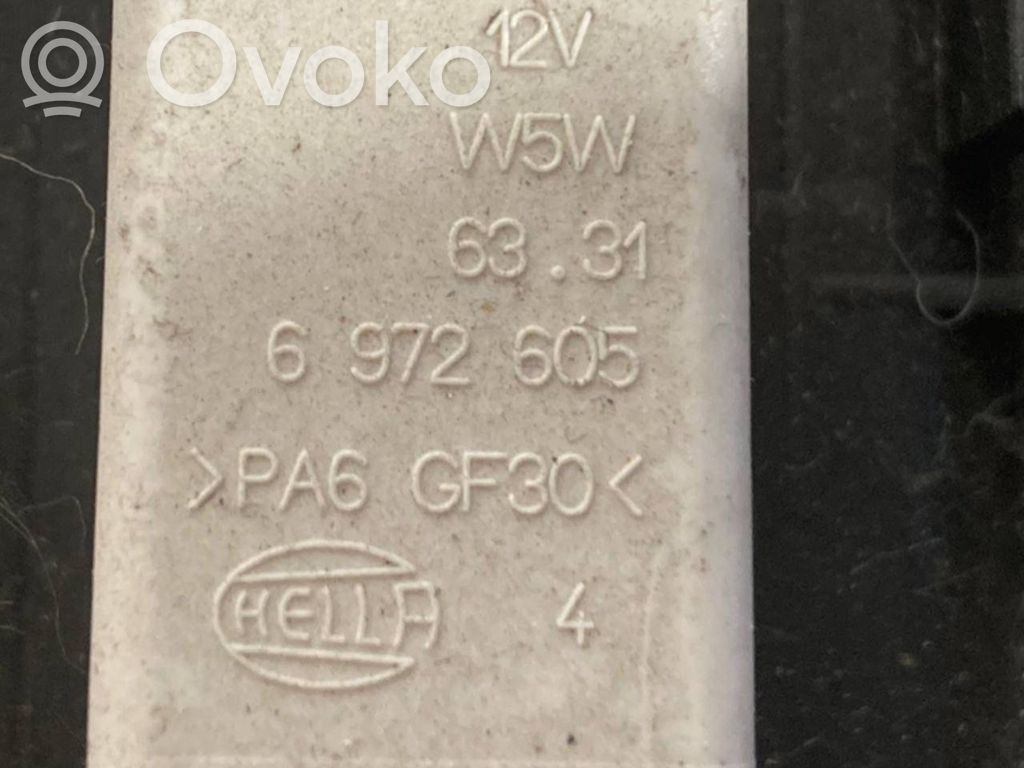 Ovoko
12V
W5W
63.31
6 972 605
>PA6 GF30<
HELLA 4